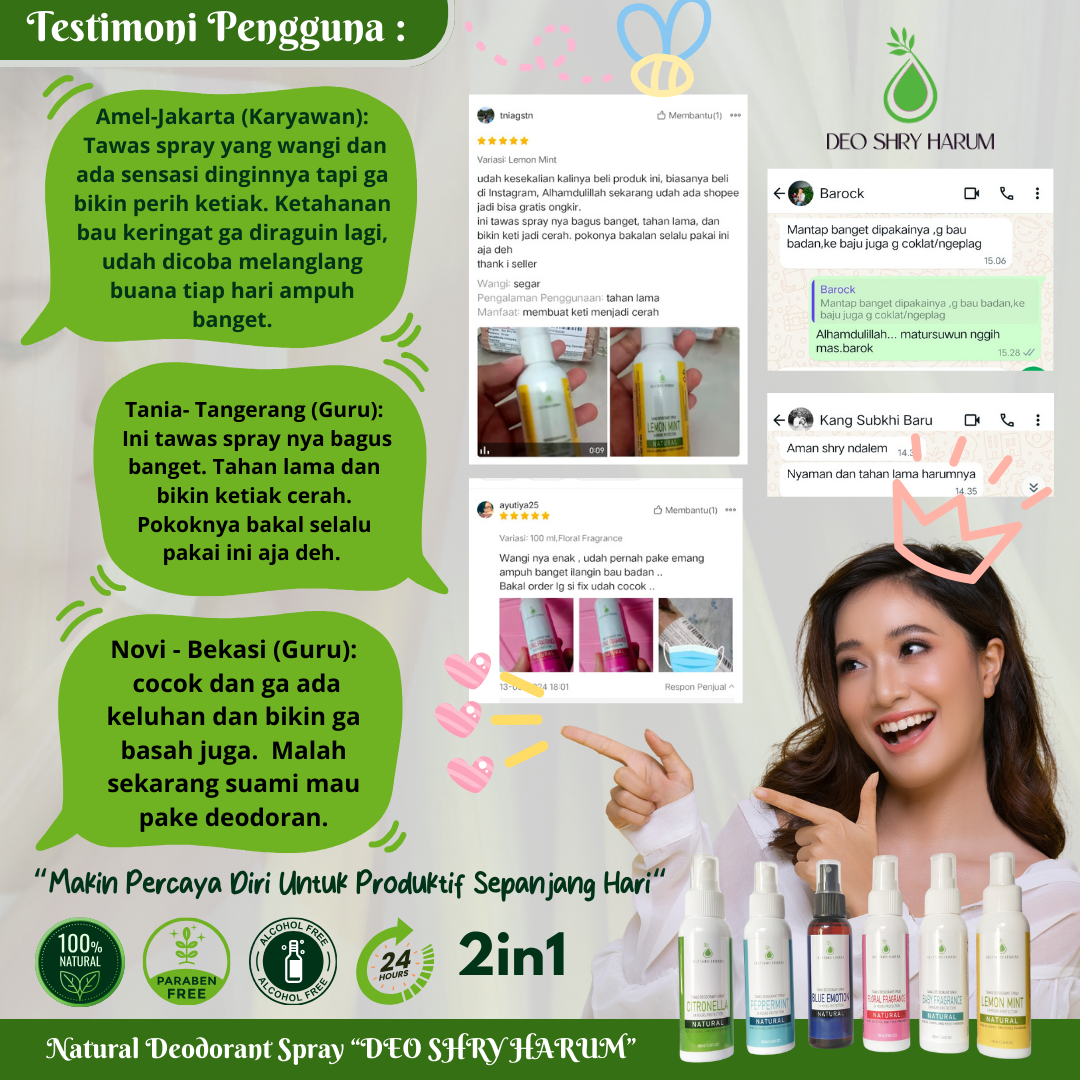 Testimoni Pengguna :
Amel-Jakarta (Karyawan):
Tawas spray yang wangi dan
ada sensasi dinginnya tapi ga
bikin perih ketiak. Ketahanan
bau keringat ga diraguin lagi,
udah dicoba melanglang
buana tiap hari ampuh
banget.
Tania- Tangerang (Guru):
Ini tawas spray nya bagus
banget. Tahan lama dan
bikin ketiak cerah.
Pokoknya bakal selalu
pakai ini aja deh.
Novi - Bekasi (Guru):
cocok dan ga ada
keluhan dan bikin ga
basah juga. Malah
sekarang suami mau
pake deodoran.
tniagstn
Membantu(1)
Variasi: Lemon Mint
udah kesekalian kalinya beli produk ini, biasanya beli
di Instagram, Alhamdulillah sekarang udah ada shopee
jadi bisa gratis ongkir.
ini tawas spray nya bagus banget, tahan lama, dan
bikin keti jadi cerah. pokonya bakalan selalu pakai ini
aja deh
thank i seller
Wangi: segar
Pengalaman Penggunaan: tahan lama
Manfaat: membuat keti menjadi cerah
LEMON MINT
NATURAL
0:09
ayutiya25
Membantu(1)
Variasi: 100 ml,Floral Fragrance
Wangi nya enak , udah pernah pake emang
ampuh banget ilangin bau badan ..
Bakal order lg si fix udah cocok ..
18:01
Respon Penjual
DEO SHRY HARUM
Barock
Mantap banget dipakainya ,g bau
badan,ke baju juga g coklat/ngeplag
15.06
Barock
Mantap banget dipakainya ,g bau badan,ke
baju juga g coklat/ngeplag
Alhamdulillah... matursuwun nggih
mas.barok
15.28
Kang Subkhi Baru
Aman shry ndalem
Nyaman dan tahan lama harumnya
14.35
"Makin Percaya Diri Untuk Produktif Sepanjang Hari"
100%
NATURAL
PARABEN
FREE
ALCOHOL FREE
ALCOHOL FREE
24
HOURS
2in1
CITRONELLA
NATURAL
PEPPERMINT
NATURAL
BLUE EMOTION
NATURAL
FLORAL FRAGRANCE
NATURAL
BABY FRAGRANCE
NATURAL
LEMON MINT
NATURAL
Natural Deodorant Spray "DEO SHRY HARUM"